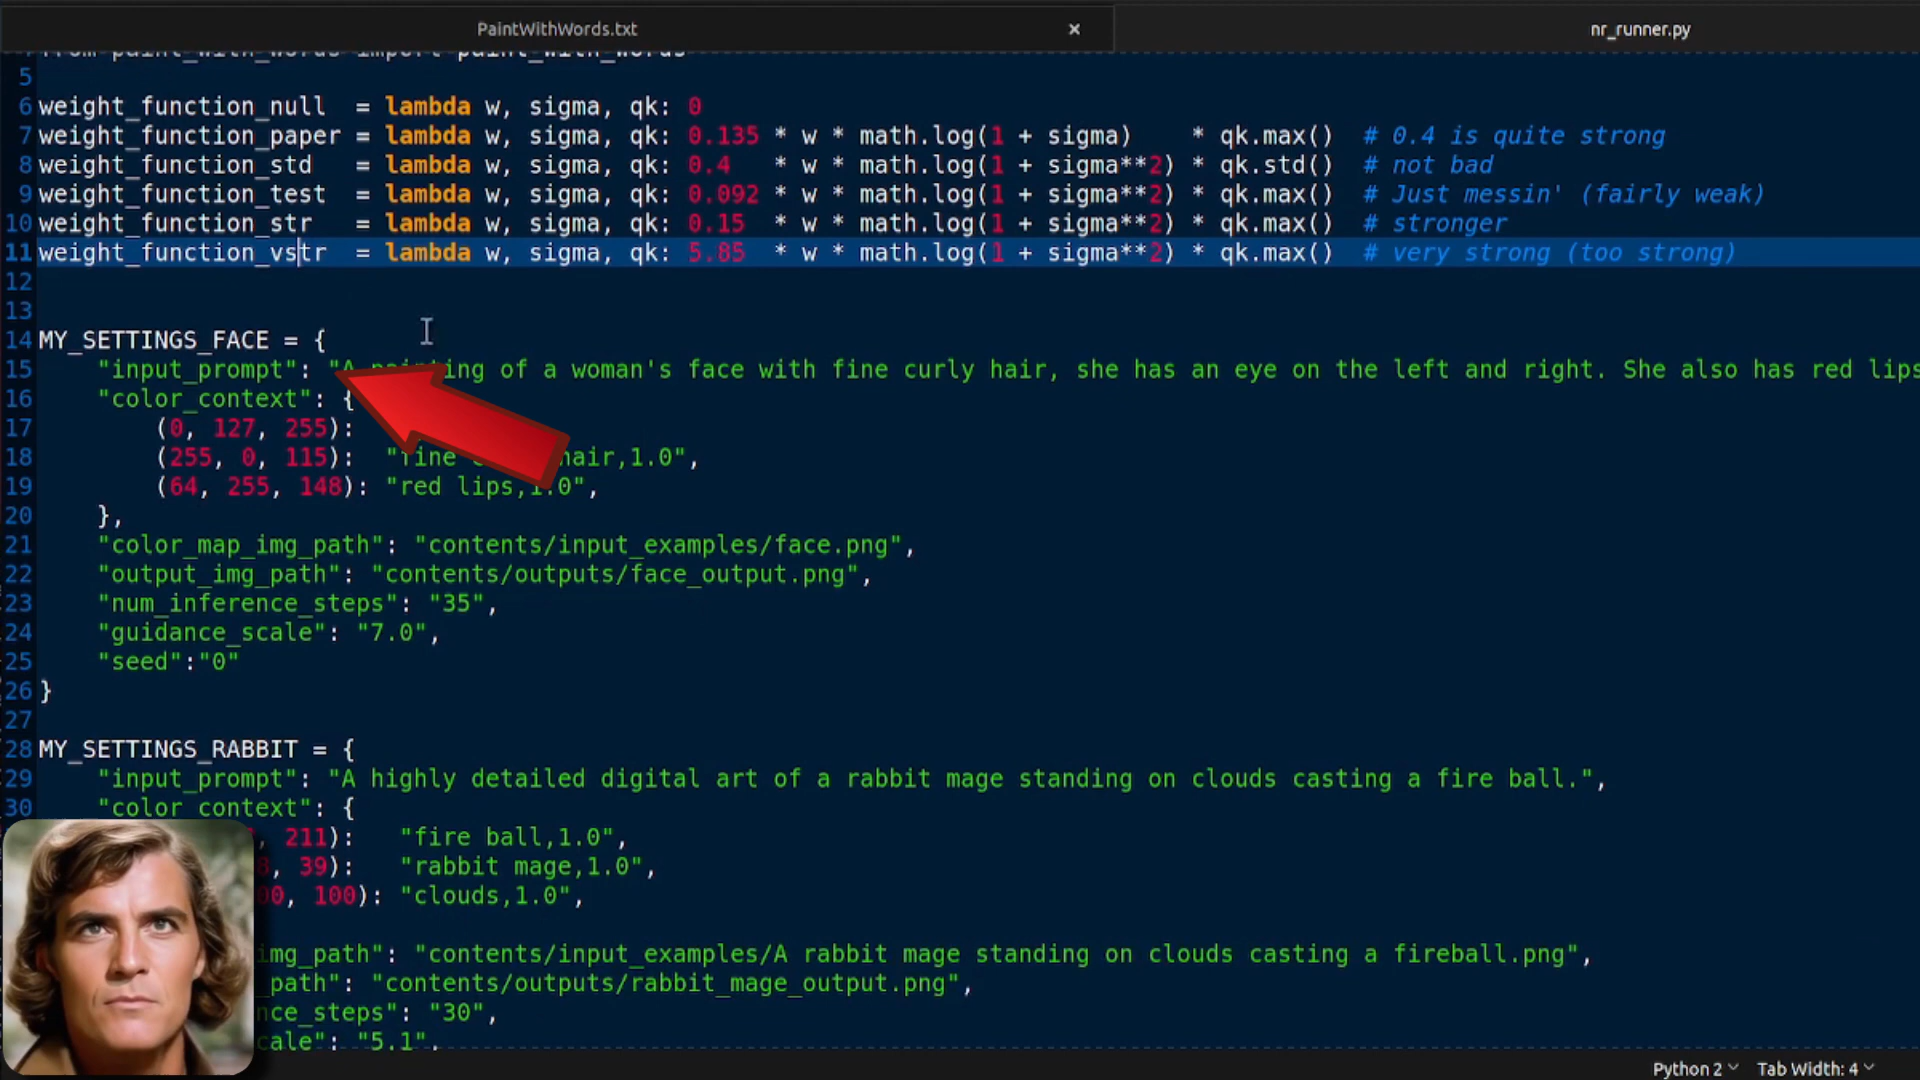 PaintWithWords.txt × nr_runner.py
from paint_with_words import paint_with_words
5
6 weight_function_null = lambda w, sigma, qk: 0
7 weight_function_paper = lambda w, sigma, qk: 0.135 * w * math.log(1 + sigma) * qk.max() # 0.4 is quite strong
8 weight_function_std = lambda w, sigma, qk: 0.4 * w * math.log(1 + sigma**2) * qk.std() # not bad
9 weight_function_test = lambda w, sigma, qk: 0.092 * w * math.log(1 + sigma**2) * qk.max() # Just messin' (fairly weak)
10 weight_function_str = lambda w, sigma, qk: 0.15 * w * math.log(1 + sigma**2) * qk.max() # stronger
11 weight_function_vstr = lambda w, sigma, qk: 5.85 * w * math.log(1 + sigma**2) * qk.max() # very strong (too strong)
12
13
14 MY_SETTINGS_FACE = {
15 "input_prompt": "A painting of a woman's face with fine curly hair, she has an eye on the left and right. She also has red lips
16 "color_context": {
17 (0, 127, 255):
18 (255, 0, 115): "fine hair,1.0",
19 (64, 255, 148): "red lips,1.0",
20 },
21 "color_map_img_path": "contents/input_examples/face.png",
22 "output_img_path": "contents/outputs/face_output.png",
23 "num_inference_steps": "35",
24 "guidance_scale": "7.0",
25 "seed":"0"
26 }
27
28 MY_SETTINGS_RABBIT = {
29 "input_prompt": "A highly detailed digital art of a rabbit mage standing on clouds casting a fire ball.",
30 "color_context": {
, 211): "fire ball,1.0",
, 39): "rabbit mage,1.0",
00, 100): "clouds,1.0",
img_path": "contents/input_examples/A rabbit mage standing on clouds casting a fireball.png",
_path": "contents/outputs/rabbit_mage_output.png",
nce_steps": "30",
cale": "5.1",
Python 2 Tab Width: 4